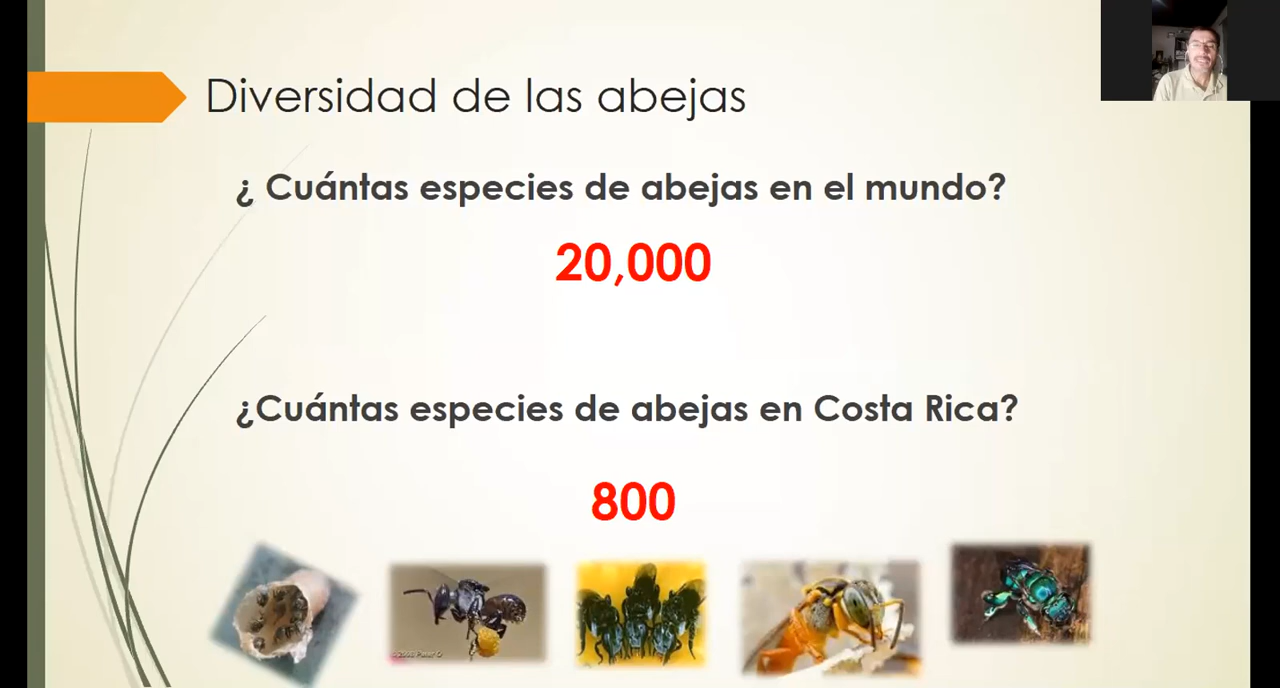 Diversidad de las abejas
¿ Cuántas especies de abejas en el mundo?
20,000
¿Cuántas especies de abejas en Costa Rica?
800